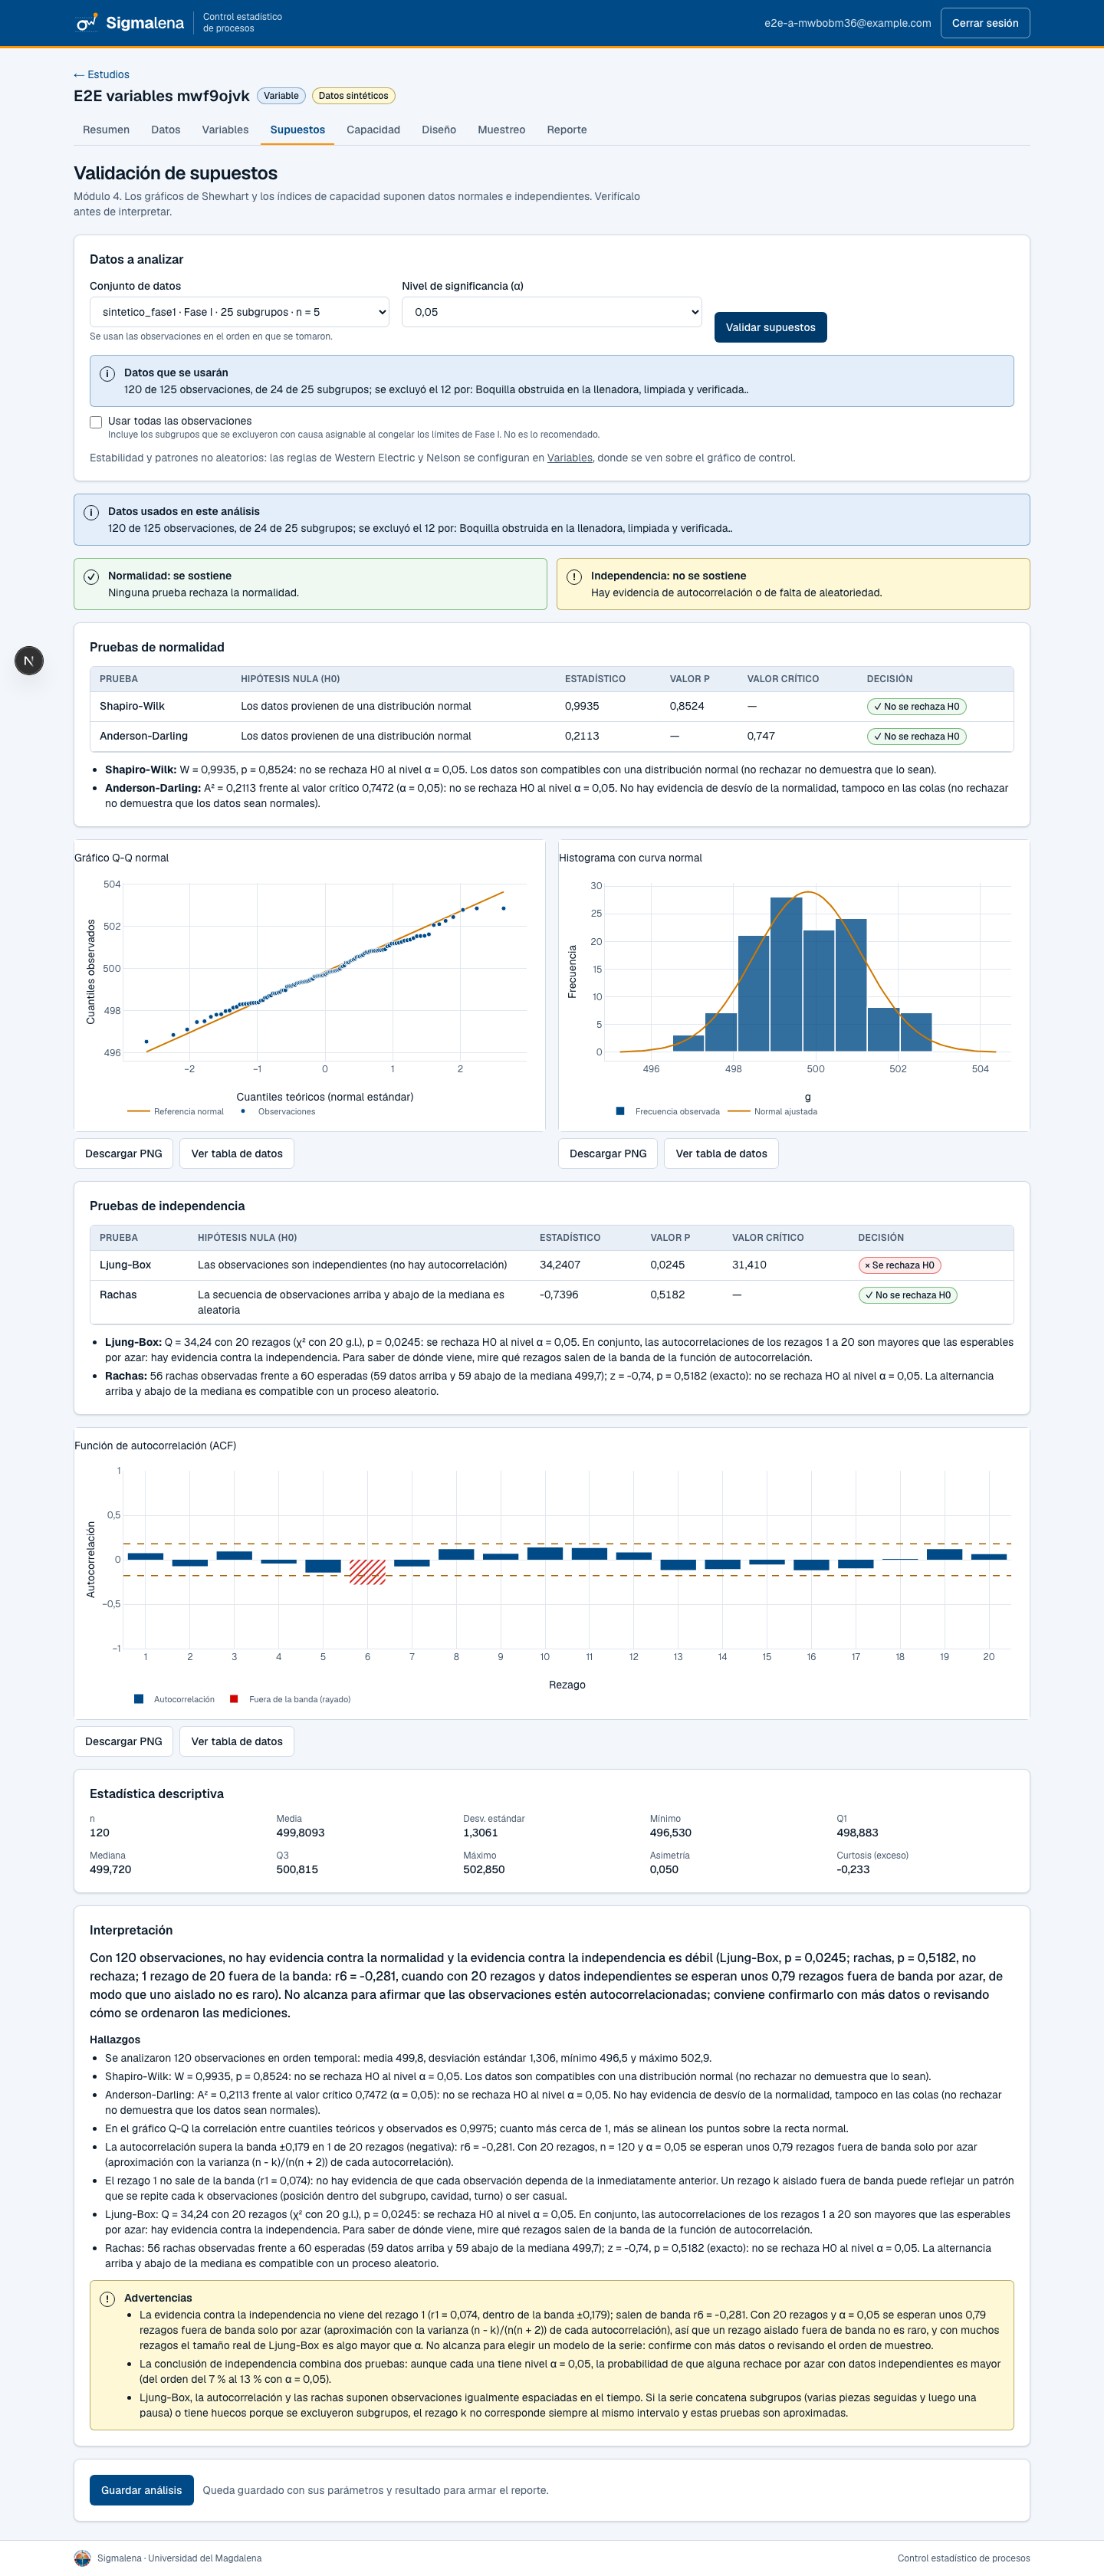 Sigmalena
Control estadístico
de procesos
e2e-a-mwbobm36@example.com
Cerrar sesión
← Estudios
E2E variables mwf9ojvk
Variable
Datos sintéticos
Resumen
Datos
Variables
Supuestos
Capacidad
Diseño
Muestreo
Reporte
Validación de supuestos
Módulo 4. Los gráficos de Shewhart y los índices de capacidad suponen datos normales e independientes. Verifícalo
antes de interpretar.
Datos a analizar
Conjunto de datos
Nivel de significancia (α)
sintetico_fase1 · Fase I · 25 subgrupos · n = 5
0,05
Validar supuestos
Se usan las observaciones en el orden en que se tomaron.
Datos que se usarán
120 de 125 observaciones, de 24 de 25 subgrupos; se excluyó el 12 por: Boquilla obstruida en la llenadora, limpiada y verificada..
Usar todas las observaciones
Incluye los subgrupos que se excluyeron con causa asignable al congelar los límites de Fase I. No es lo recomendado.
Estabilidad y patrones no aleatorios: las reglas de Western Electric y Nelson se configuran en Variables, donde se ven sobre el gráfico de control.
Datos usados en este análisis
120 de 125 observaciones, de 24 de 25 subgrupos; se excluyó el 12 por: Boquilla obstruida en la llenadora, limpiada y verificada..
Normalidad: se sostiene
Ninguna prueba rechaza la normalidad.
Independencia: no se sostiene
Hay evidencia de autocorrelación o de falta de aleatoriedad.
N
Pruebas de normalidad
PRUEBA HIPÓTESIS NULA (H0) ESTADÍSTICO VALOR P VALOR CRÍTICO DECISIÓN
Shapiro-Wilk Los datos provienen de una distribución normal 0,9935 0,8524 — ✓ No se rechaza H0
Anderson-Darling Los datos provienen de una distribución normal 0,2113 — 0,747 ✓ No se rechaza H0
• Shapiro-Wilk: W = 0,9935, p = 0,8524: no se rechaza H0 al nivel α = 0,05. Los datos son compatibles con una distribución normal (no rechazar no demuestra que lo sean).
• Anderson-Darling: A² = 0,2113 frente al valor crítico 0,7472 (α = 0,05): no se rechaza H0 al nivel α = 0,05. No hay evidencia de desvío de la normalidad, tampoco en las colas (no rechazar
no demuestra que los datos sean normales).
Gráfico Q-Q normal
504
502
500
498
496
Cuantiles observados
−2 −1 0 1 2
Cuantiles teóricos (normal estándar)
Referencia normal Observaciones
Descargar PNG
Ver tabla de datos
Histograma con curva normal
30
25
20
15
10
5
0
Frecuencia
496 498 500 502 504
g
Frecuencia observada Normal ajustada
Descargar PNG
Ver tabla de datos
Pruebas de independencia
PRUEBA HIPÓTESIS NULA (H0) ESTADÍSTICO VALOR P VALOR CRÍTICO DECISIÓN
Ljung-Box Las observaciones son independientes (no hay autocorrelación) 34,2407 0,0245 31,410 × Se rechaza H0
Rachas La secuencia de observaciones arriba y abajo de la mediana es -0,7396 0,5182 — ✓ No se rechaza H0
aleatoria
• Ljung-Box: Q = 34,24 con 20 rezagos (χ² con 20 g.l.), p = 0,0245: se rechaza H0 al nivel α = 0,05. En conjunto, las autocorrelaciones de los rezagos 1 a 20 son mayores que las esperables
por azar: hay evidencia contra la independencia. Para saber de dónde viene, mire qué rezagos salen de la banda de la función de autocorrelación.
• Rachas: 56 rachas observadas frente a 60 esperadas (59 datos arriba y 59 abajo de la mediana 499,7); z = -0,74, p = 0,5182 (exacto): no se rechaza H0 al nivel α = 0,05. La alternancia
arriba y abajo de la mediana es compatible con un proceso aleatorio.
Función de autocorrelación (ACF)
1
0,5
0
−0,5
−1
Autocorrelación
1 2 3 4 5 6 7 8 9 10 11 12 13 14 15 16 17 18 19 20
Rezago
Autocorrelación Fuera de la banda (rayado)
Descargar PNG
Ver tabla de datos
Estadística descriptiva
n Media Desv. estándar Mínimo Q1
120 499,8093 1,3061 496,530 498,883
Mediana Q3 Máximo Asimetría Curtosis (exceso)
499,720 500,815 502,850 0,050 -0,233
Interpretación
Con 120 observaciones, no hay evidencia contra la normalidad y la evidencia contra la independencia es débil (Ljung-Box, p = 0,0245; rachas, p = 0,5182, no
rechaza; 1 rezago de 20 fuera de la banda: r6 = -0,281, cuando con 20 rezagos y datos independientes se esperan unos 0,79 rezagos fuera de banda por azar, de
modo que uno aislado no es raro). No alcanza para afirmar que las observaciones estén autocorrelacionadas; conviene confirmarlo con más datos o revisando
cómo se ordenaron las mediciones.
Hallazgos
• Se analizaron 120 observaciones en orden temporal: media 499,8, desviación estándar 1,306, mínimo 496,5 y máximo 502,9.
• Shapiro-Wilk: W = 0,9935, p = 0,8524: no se rechaza H0 al nivel α = 0,05. Los datos son compatibles con una distribución normal (no rechazar no demuestra que lo sean).
• Anderson-Darling: A² = 0,2113 frente al valor crítico 0,7472 (α = 0,05): no se rechaza H0 al nivel α = 0,05. No hay evidencia de desvío de la normalidad, tampoco en las colas (no rechazar
no demuestra que los datos sean normales).
• En el gráfico Q-Q la correlación entre cuantiles teóricos y observados es 0,9975; cuanto más cerca de 1, más se alinean los puntos sobre la recta normal.
• La autocorrelación supera la banda ±0,179 en 1 de 20 rezagos (negativa): r6 = -0,281. Con 20 rezagos, n = 120 y α = 0,05 se esperan unos 0,79 rezagos fuera de banda solo por azar
(aproximación con la varianza (n - k)/(n(n + 2)) de cada autocorrelación).
• El rezago 1 no sale de la banda (r1 = 0,074): no hay evidencia de que cada observación dependa de la inmediatamente anterior. Un rezago k aislado fuera de banda puede reflejar un patrón
que se repite cada k observaciones (posición dentro del subgrupo, cavidad, turno) o ser casual.
• Ljung-Box: Q = 34,24 con 20 rezagos (χ² con 20 g.l.), p = 0,0245: se rechaza H0 al nivel α = 0,05. En conjunto, las autocorrelaciones de los rezagos 1 a 20 son mayores que las esperables
por azar: hay evidencia contra la independencia. Para saber de dónde viene, mire qué rezagos salen de la banda de la función de autocorrelación.
• Rachas: 56 rachas observadas frente a 60 esperadas (59 datos arriba y 59 abajo de la mediana 499,7); z = -0,74, p = 0,5182 (exacto): no se rechaza H0 al nivel α = 0,05. La alternancia
arriba y abajo de la mediana es compatible con un proceso aleatorio.
Advertencias
• La evidencia contra la independencia no viene del rezago 1 (r1 = 0,074, dentro de la banda ±0,179); salen de banda r6 = -0,281. Con 20 rezagos y α = 0,05 se esperan unos 0,79
rezagos fuera de banda solo por azar (aproximación con la varianza (n - k)/(n(n + 2)) de cada autocorrelación), así que un rezago aislado fuera de banda no es raro, y con muchos
rezagos el tamaño real de Ljung-Box es algo mayor que α. No alcanza para elegir un modelo de la serie: confirme con más datos o revisando el orden de muestreo.
• La conclusión de independencia combina dos pruebas: aunque cada una tiene nivel α = 0,05, la probabilidad de que alguna rechace por azar con datos independientes es mayor
(del orden del 7 % al 13 % con α = 0,05).
• Ljung-Box, la autocorrelación y las rachas suponen observaciones igualmente espaciadas en el tiempo. Si la serie concatena subgrupos (varias piezas seguidas y luego una
pausa) o tiene huecos porque se excluyeron subgrupos, el rezago k no corresponde siempre al mismo intervalo y estas pruebas son aproximadas.
Guardar análisis
Queda guardado con sus parámetros y resultado para armar el reporte.
Sigmalena · Universidad del Magdalena
Control estadístico de procesos